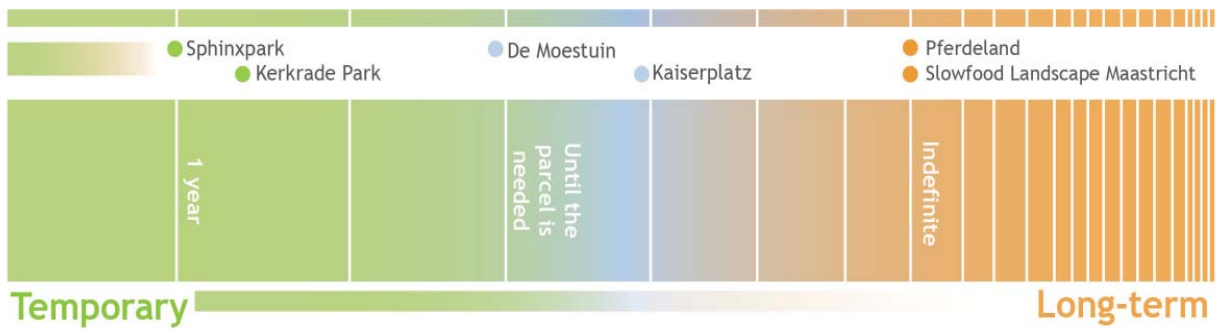 Sphinxpark
Kerkrade Park
De Moestuin
Kaiserplatz
Pferdeland
Slowfood Landscape Maastricht
1 year
Until the
parcel is
needed
Indefinite
Temporary
Long-term